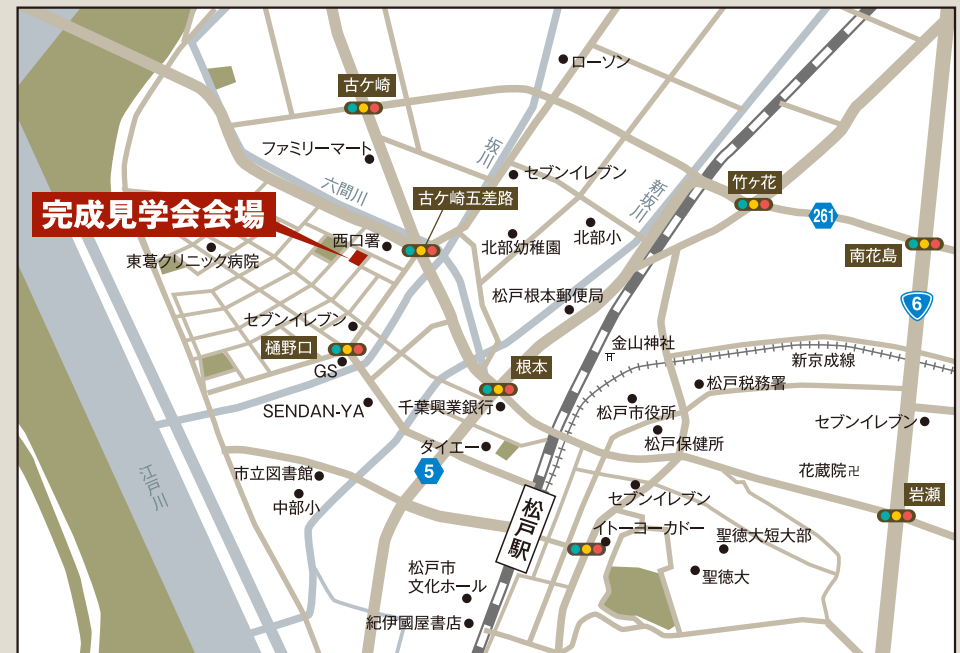 ローソン
古ケ崎
坂川
ファミリーマート
セブンイレブン
六間川
新坂川
竹ヶ花
古ケ崎五差路
完成見学会会場
261
西口署
北部幼稚園
北部小
南花島
東葛クリニック病院
松戸根本郵便局
6
セブンイレブン
樋野口
金山神社
新京成線
GS
根本
松戸税務署
SENDAN-YA
千葉興業銀行
松戸市役所
セブンイレブン
松戸保健所
ダイエー
5
花蔵院卍
江戸川
市立図書館
中部小
セブンイレブン
岩瀬
松戸駅
イトーヨーカドー
聖徳大短大部
松戸市
文化ホール
聖徳大
紀伊國屋書店